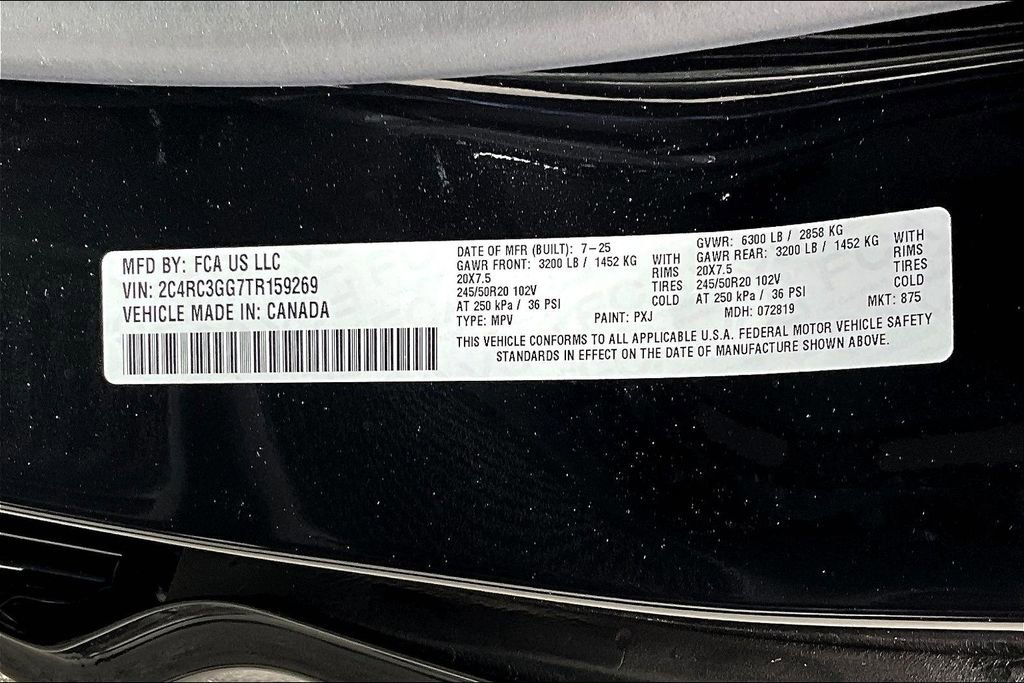 MFD BY: FCA US LLC
VIN: 2C4RC3GG7TR159269
VEHICLE MADE IN: CANADA
DATE OF MFR (BUILT): 7-25
GAWR FRONT: 3200 LB / 1452 KG WITH
20X7.5 RIMS
245/50R20 102V TIRES
AT 250 kPa / 36 PSI COLD
TYPE: MPV PAINT: PXJ
GVWR: 6300 LB / 2858 KG
GAWR REAR: 3200 LB / 1452 KG WITH
20X7.5 RIMS
245/50R20 102V TIRES
AT 250 kPa / 36 PSI COLD
MDH: 072819 MKT: 875
THIS VEHICLE CONFORMS TO ALL APPLICABLE U.S.A. FEDERAL MOTOR VEHICLE SAFETY
STANDARDS IN EFFECT ON THE DATE OF MANUFACTURE SHOWN ABOVE.